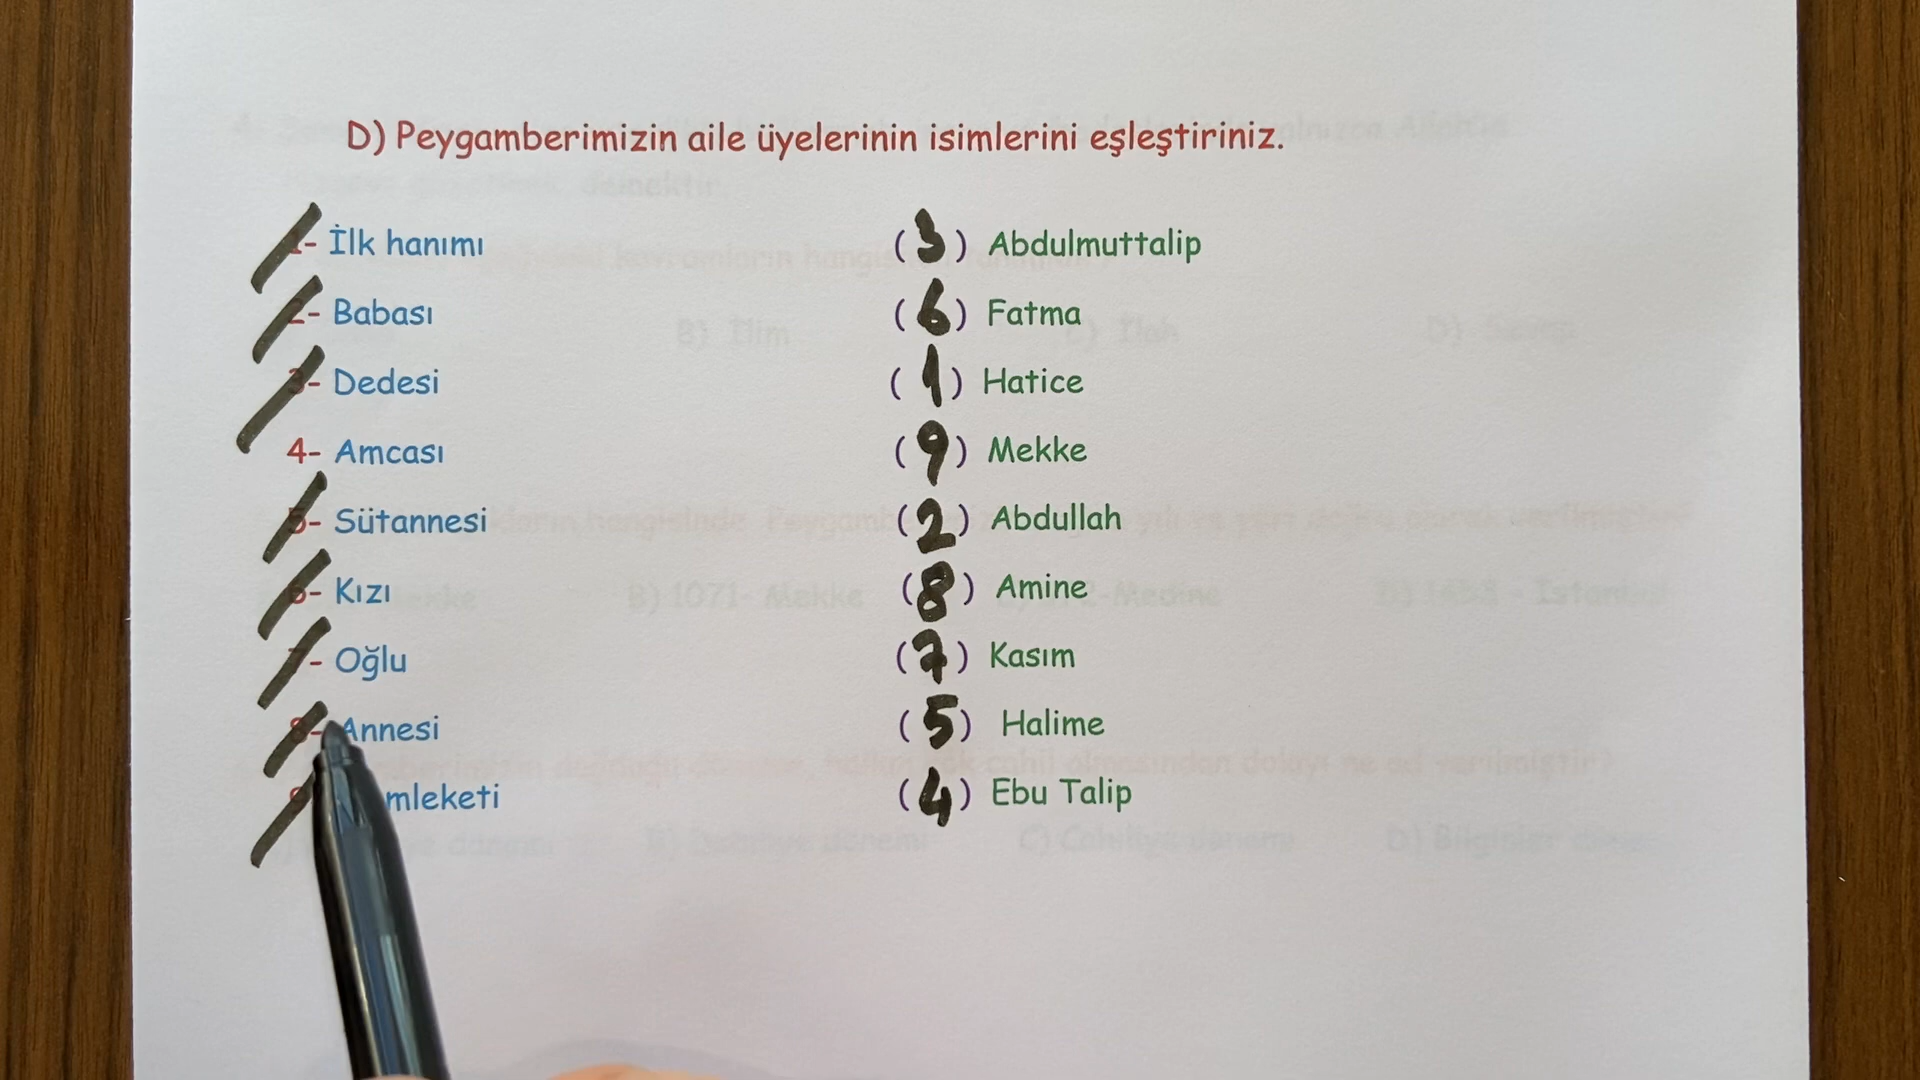 D) Peygamberimizin aile üyelerinin isimlerini eşleştiriniz.
1- İlk hanımı (3) Abdulmuttalip
2- Babası (6) Fatma
3- Dedesi (1) Hatice
4- Amcası (9) Mekke
5- Sütannesi (2) Abdullah
6- Kızı (8) Amine
7- Oğlu (7) Kasım
8- Annesi (5) Halime
mleketi (4) Ebu Talip